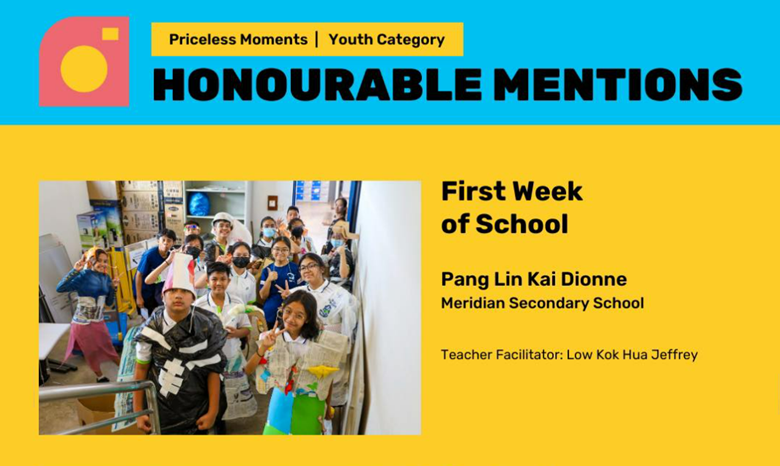 Priceless Moments | Youth Category
HONOURABLE MENTIONS
First Week
of School
Pang Lin Kai Dionne
Meridian Secondary School
Teacher Facilitator: Low Kok Hua Jeffrey